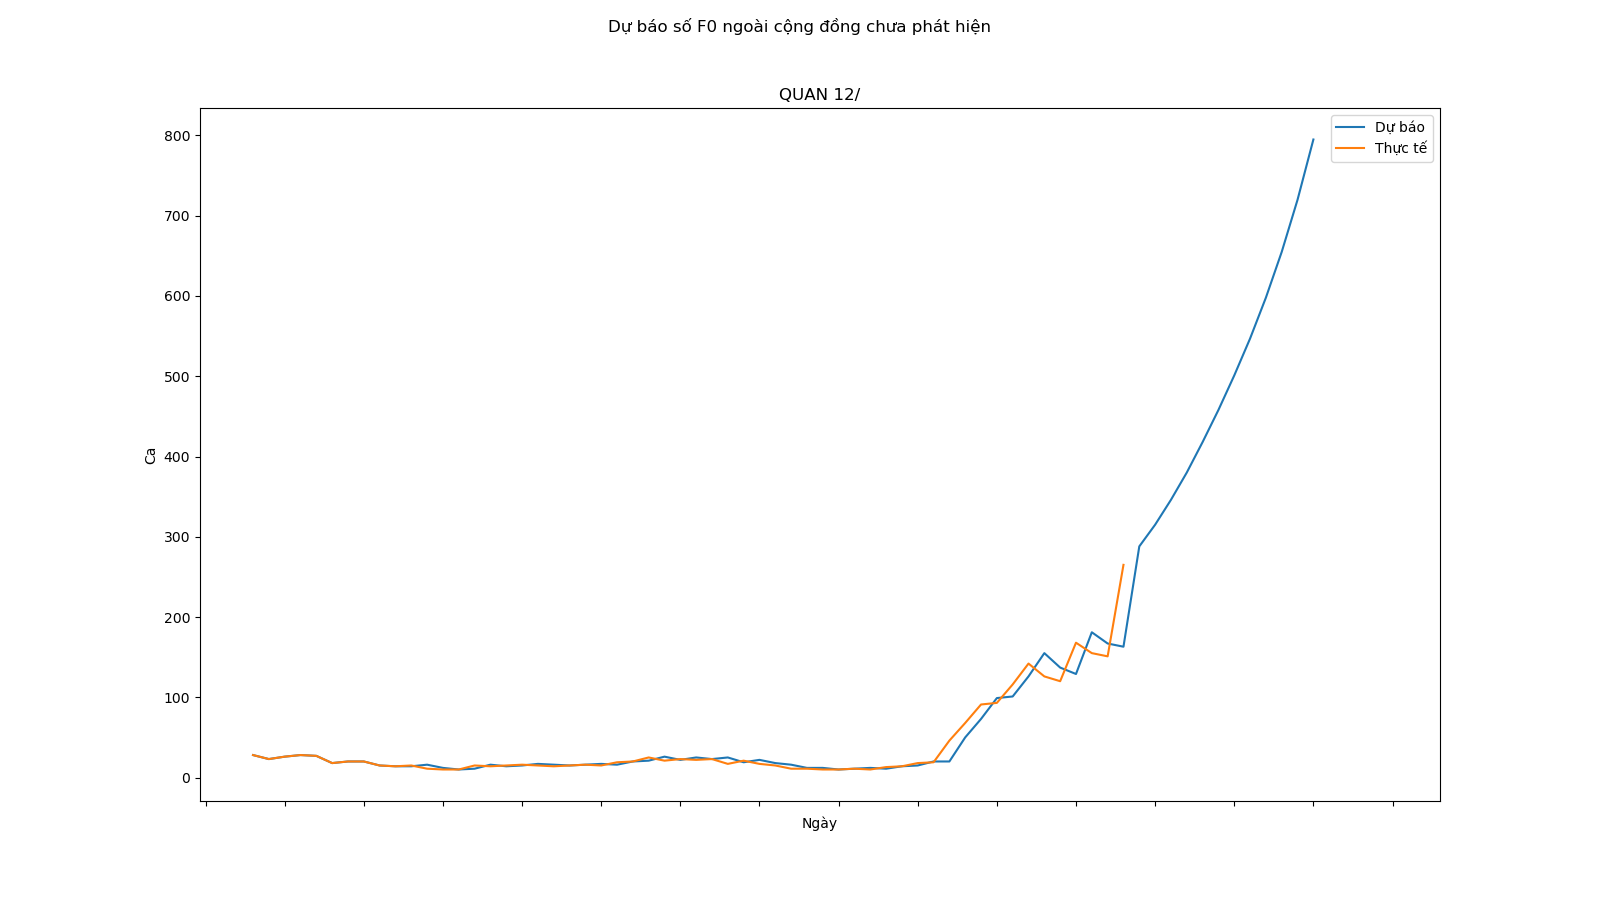 Dự báo số F0 ngoài cộng đồng chưa phát hiện
QUAN 12/
Dự báo
Thực tế
800
700
600
500
400
300
200
100
0
Ca
Ngày